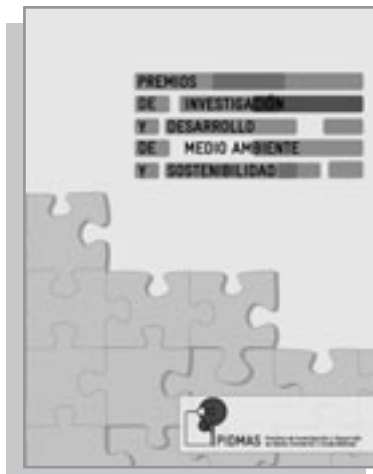 PREMIOS
DE INVESTIGACIÓN
Y DESARROLLO
DE MEDIO AMBIENTE
Y SOSTENIBILIDAD
PIDMAS